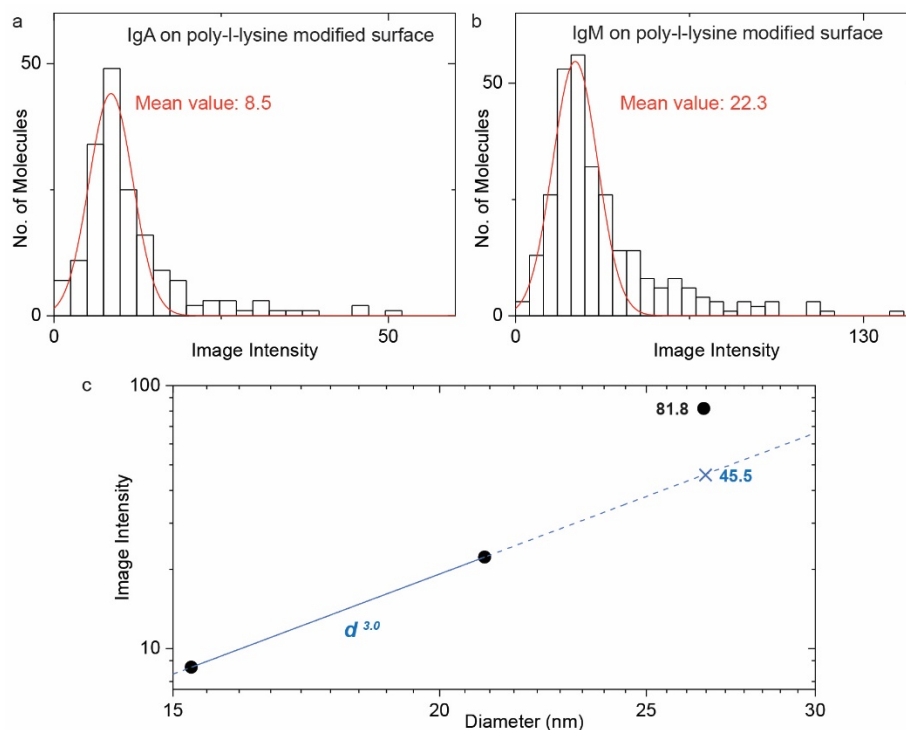 a
IgA on poly-l-lysine modified surface
Mean value: 8.5
No. of Molecules
50
0
0
50
Image Intensity
b
IgM on poly-l-lysine modified surface
Mean value: 22.3
No. of Molecules
50
0
0
130
Image Intensity
c
100
10
Image Intensity
81.8
45.5
d 3.0
15
20
25
30
Diameter (nm)